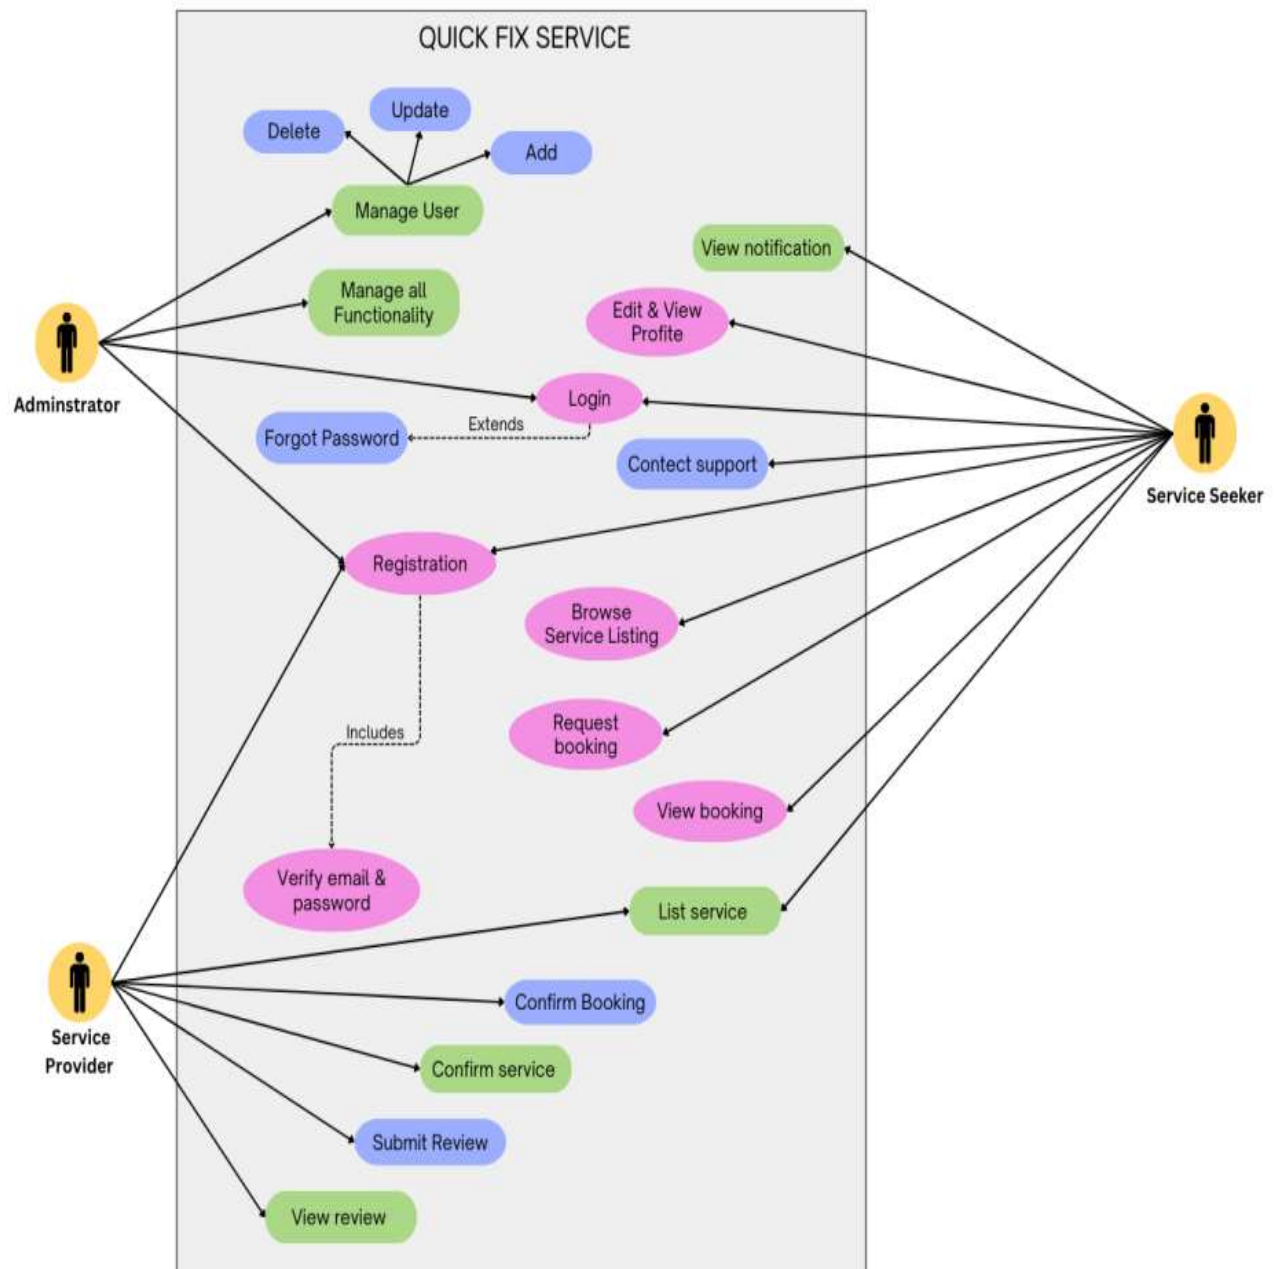 QUICK FIX SERVICE
Update
Delete
Add
Manage User
View notification
Manage all
Functionality
Edit & View
Profite
Login
Adminstrator
Extends
Forgot Password
Contect support
Service Seeker
Registration
Browse
Service Listing
Request
booking
Includes
View booking
Verify email &
password
List service
Confirm Booking
Service
Provider
Confirm service
Submit Review
View review